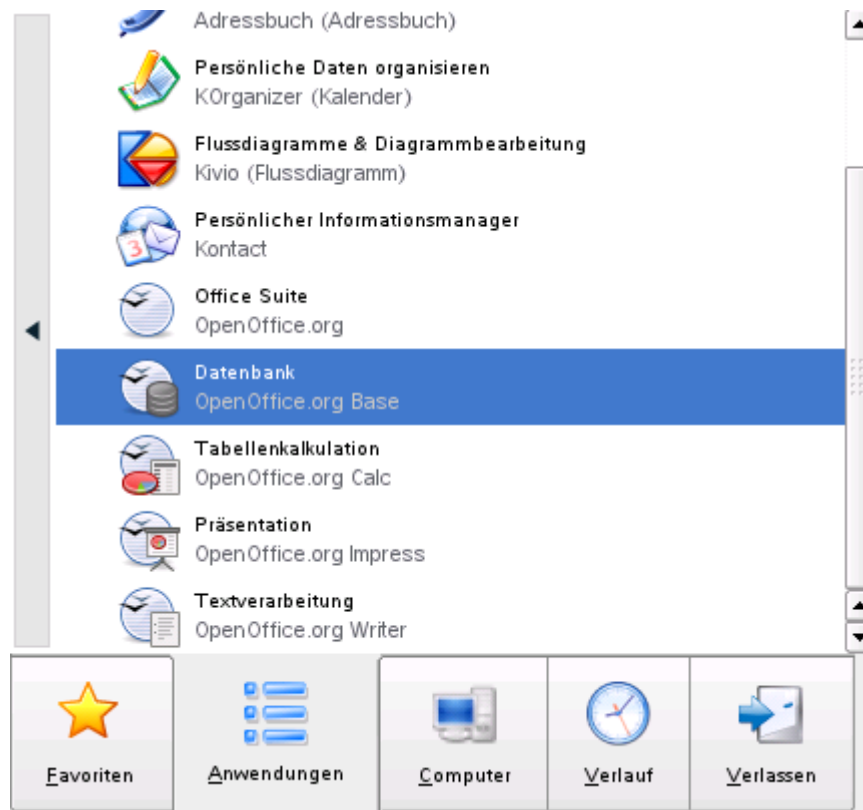 Adressbuch (Adressbuch)
Persönliche Daten organisieren
KOrganizer (Kalender)
Flussdiagramme & Diagrammbearbeitung
Kivio (Flussdiagramm)
Persönlicher Informationsmanager
3
Kontact
Office Suite
OpenOffice.org
Datenbank
OpenOffice.org Base
Tabellenkalkulation
OpenOffice.org Calc
Präsentation
OpenOffice.org Impress
Textverarbeitung
OpenOffice.org Writer
Favoriten
Anwendungen
Computer
Verlauf
Verlassen